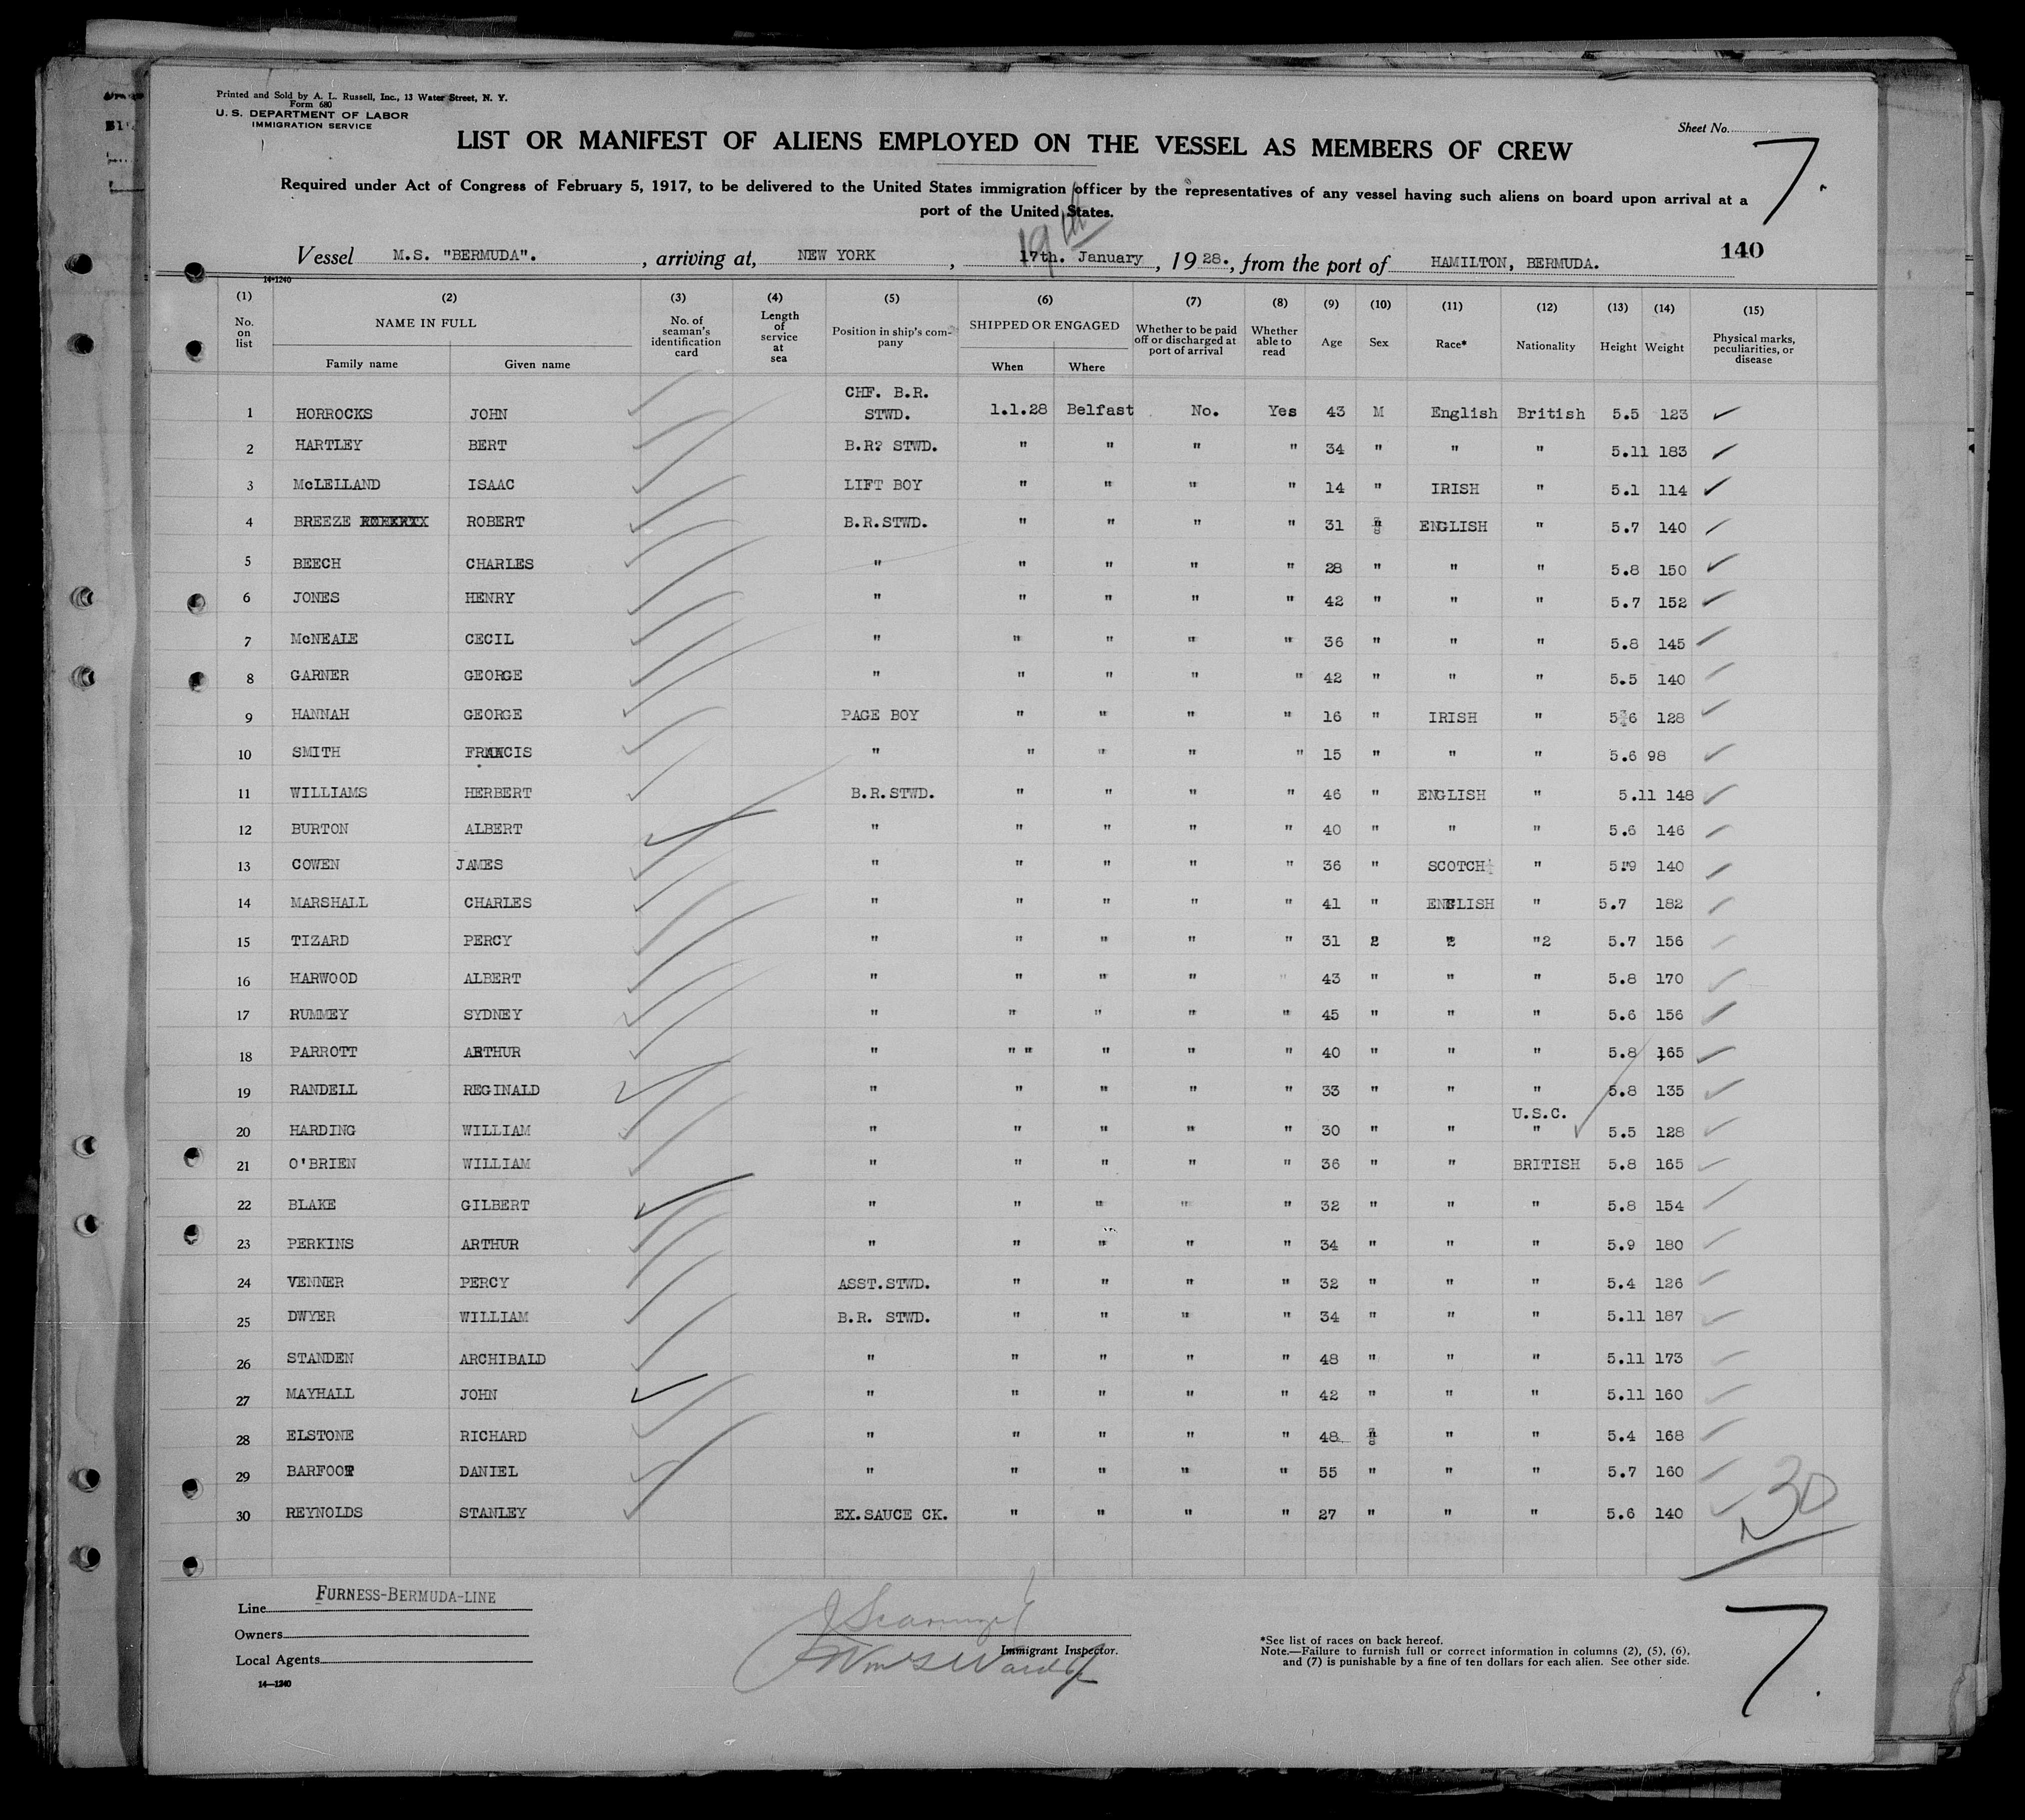 Printed and Sold by A. L. Russell, Inc., 13 Water Street, N. Y.
Form 680
U. S. DEPARTMENT OF LABOR
IMMIGRATION SERVICE
Sheet No.
7.
LIST OR MANIFEST OF ALIENS EMPLOYED ON THE VESSEL AS MEMBERS OF CREW
Required under Act of Congress of February 5, 1917, to be delivered to the United States immigration officer by the representatives of any vessel having such aliens on board upon arrival at a
port of the United States.
19th
140
Vessel M.S. "BERMUDA". , arriving at, NEW YORK , 17th. January , 19 28. , from the port of HAMILTON, BERMUDA.
14-1240
(1) (2) (3) (4) (5) (6) (7) (8) (9) (10) (11) (12) (13) (14) (15)
No. on list NAME IN FULL Family name Given name No. of seaman's identification card Length of service at sea Position in ship's company SHIPPED OR ENGAGED When Where Whether to be paid off or discharged at port of arrival Whether able to read Age Sex Race* Nationality Height Weight Physical marks, peculiarities, or disease
1 HORROCKS JOHN CHF. B.R. STWD. 1.1.28 Belfast No. Yes 43 M English British 5.5 123
2 HARTLEY BERT B.R? STWD. " " " " 34 " " " 5.11 183
3 McLELLAND ISAAC LIFT BOY " " " " 14 " IRISH " 5.1 114
4 BREEZE ROBERT B.R.STWD. " " " " 31 " ENGLISH " 5.7 140
5 BEECH CHARLES " " " " " 28 " " " 5.8 150
6 JONES HENRY " " " " " 42 " " " 5.7 152
7 McNEALE CECIL " " " " " 36 " " " 5.8 145
8 GARNER GEORGE " " " " " 42 " " " 5.5 140
9 HANNAH GEORGE PAGE BOY " " " " 16 " IRISH " 5.6 128
10 SMITH FRANCIS " " " " " 15 " " " 5.6 98
11 WILLIAMS HERBERT B.R.STWD. " " " " 46 " ENGLISH " 5.11 148
12 BURTON ALBERT " " " " " 40 " " " 5.6 146
13 COWEN JAMES " " " " " 36 " SCOTCH " 5.9 140
14 MARSHALL CHARLES " " " " " 41 " ENGLISH " 5.7 182
15 TIZARD PERCY " " " " " 31 2 2 "2 5.7 156
16 HARWOOD ALBERT " " " " " 43 " " " 5.8 170
17 RUMMEY SYDNEY " " " " " 45 " " " 5.6 156
18 PARROTT ARTHUR " " " " " " 40 " " " 5.8 165
19 RANDELL REGINALD " " " " " 33 " " " 5.8 135
20 HARDING WILLIAM " " " " " 30 " " U.S.C. " 5.5 128
21 O'BRIEN WILLIAM " " " " " 36 " " BRITISH 5.8 165
22 BLAKE GILBERT " " " " " 32 " " " 5.8 154
23 PERKINS ARTHUR " " " " " 34 " " " 5.9 180
24 VENNER PERCY ASST.STWD. " " " " 32 " " " 5.4 126
25 DWYER WILLIAM B.R. STWD. " " " " 34 " " " 5.11 187
26 STANDEN ARCHIBALD " " " " " 48 " " " 5.11 173
27 MAYHALL JOHN " " " " " 42 " " " 5.11 160
28 ELSTONE RICHARD " " " " " 48 " " " 5.4 168
29 BARFOOT DANIEL " " " " " 55 " " " 5.7 160
30 REYNOLDS STANLEY EX.SAUCE CK. " " " " 27 " " " 5.6 140
30
Line FURNESS-BERMUDA-LINE
Owners
Local Agents
14—1240
Immigrant Inspector.
*See list of races on back hereof.
Note.—Failure to furnish full or correct information in columns (2), (5), (6),
and (7) is punishable by a fine of ten dollars for each alien. See other side.
7.